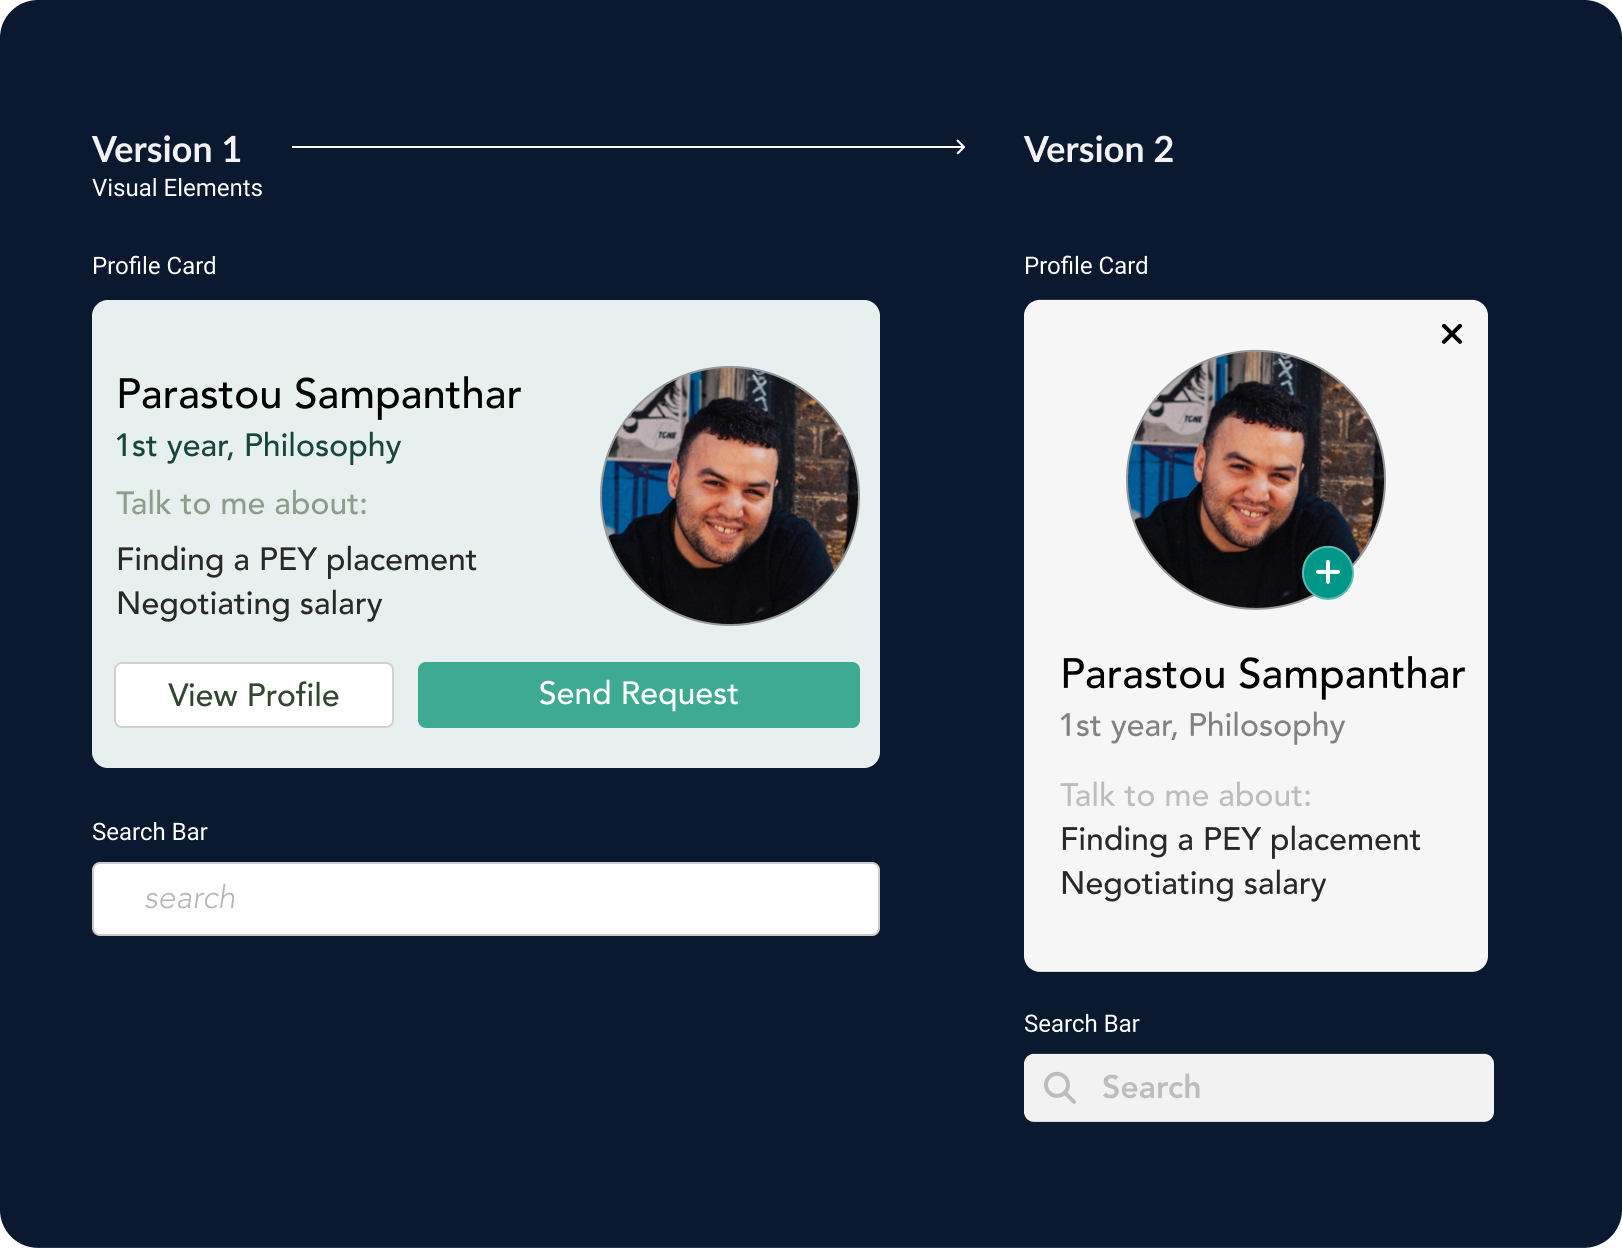 Version 1
Visual Elements
Profile Card
Parastou Sampanthar
1st year, Philosophy
Talk to me about:
Finding a PEY placement
Negotiating salary
View Profile
Send Request
Search Bar
search
Version 2
Profile Card
Parastou Sampanthar
1st year, Philosophy
Talk to me about:
Finding a PEY placement
Negotiating salary
Search Bar
Search